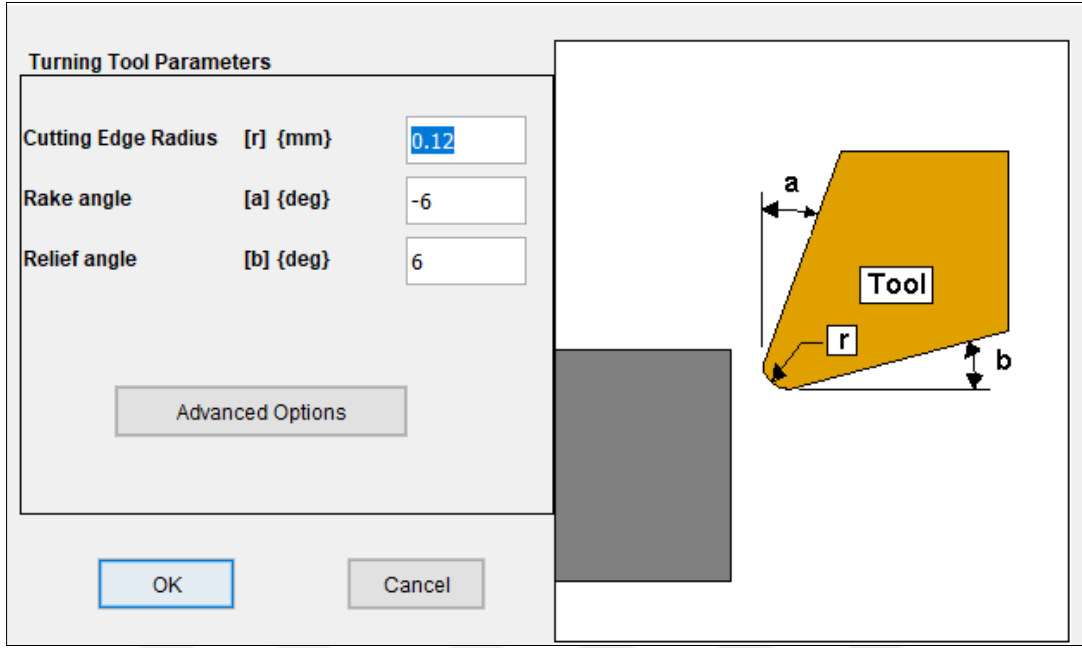 Turning Tool Parameters
Cutting Edge Radius [r] {mm} 0.12
Rake angle [a] {deg} -6
Relief angle [b] {deg} 6
Advanced Options
OK Cancel
a
Tool
r
b